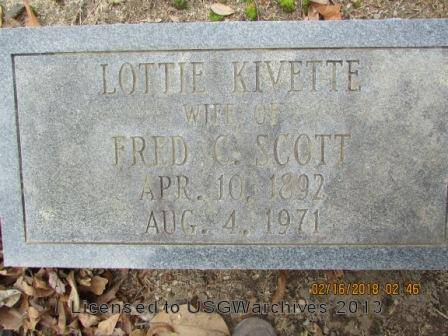 LOTTIE KIVETTE
WIFE OF
FRED C. SCOTT
APR. 10, 1892
AUG. 4, 1971
02/16/2018 02:46
Licensed to USGWarchives 2013